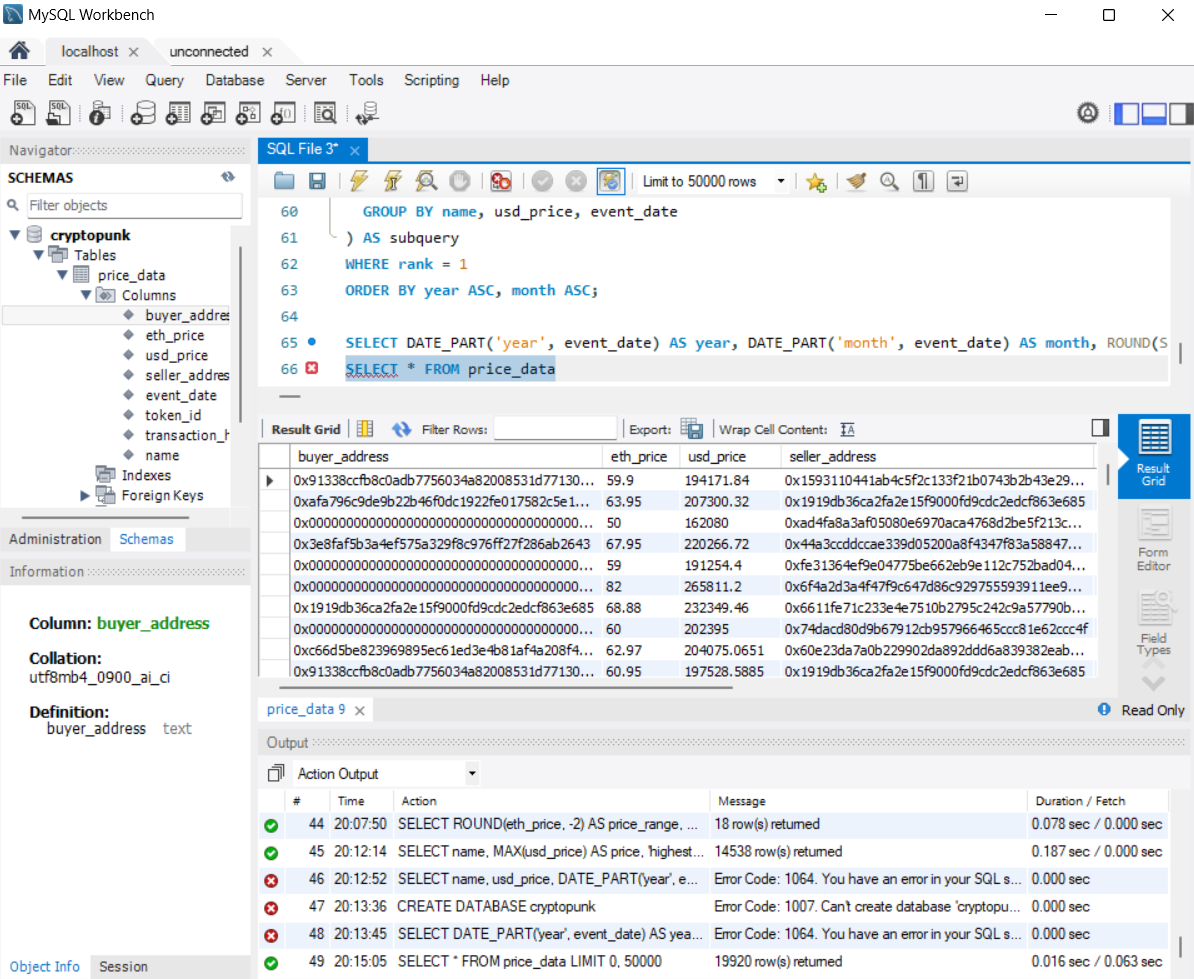 MySQL Workbench
localhost
unconnected
File Edit View Query Database Server Tools Scripting Help
Navigator
SCHEMAS
Filter objects
cryptopunk
Tables
price_data
Columns
buyer_addre
eth_price
usd_price
seller_addres
event_date
token_id
transaction_h
name
Indexes
Foreign Keys
Administration Schemas
Information
Column: buyer_address
Collation:
utf8mb4_0900_ai_ci
Definition:
buyer_address text
Object Info Session
SQL File 3*
Limit to 50000 rows
60 GROUP BY name, usd_price, event_date
61 ) AS subquery
62 WHERE rank = 1
63 ORDER BY year ASC, month ASC;
64
65 SELECT DATE_PART('year', event_date) AS year, DATE_PART('month', event_date) AS month, ROUND(S
66 SELECT * FROM price_data
Result Grid Filter Rows: Export: Wrap Cell Content:
buyer_address eth_price usd_price seller_address
0x91338ccfb8c0adb7756034a82008531d77130... 59.9 194171.84 0x1593110441ab4c5f2c133f21b0743b2b43e29...
0xafa796c9de9b22b46f0dc1922fe017582c5e1... 63.95 207300.32 0x1919db36ca2fa2e15f9000fd9cdc2edcf863e685
0x00000000000000000000000000000000000000... 50 162080 0xad4fa8a3af05080e6970aca4768d2be5f213c...
0x3e8faf5b3a4ef575a329f8c976ff27f286ab2643 67.95 220266.72 0x44a3ccddccae339d05200a8f4347f83a58847...
0x00000000000000000000000000000000000000... 59 191254.4 0xfe31364ef9e04775be662eb9e112c752bad04...
0x00000000000000000000000000000000000000... 82 265811.2 0x6f4a2d3a4f47f9c647d86c929755593911ee9...
0x1919db36ca2fa2e15f9000fd9cdc2edcf863e685 68.88 232349.46 0x6611fe71c233e4e7510b2795c242c9a57790b...
0x00000000000000000000000000000000000000... 60 202395 0x74dacd80d9b67912cb957966465ccc81e62ccc4f
0xc66d5be823969895ec61ed3e4b81af4a208f4... 62.97 204075.0651 0x60e23da7a0b229902da892ddd6a839382eab...
0x91338ccfb8c0adb7756034a82008531d77130... 60.95 197528.5885 0x1919db36ca2fa2e15f9000fd9cdc2edcf863e685
Result
Grid
Form
Editor
Field
Types
price_data 9
Read Only
Output
Action Output
# Time Action Message Duration / Fetch
44 20:07:50 SELECT ROUND(eth_price, -2) AS price_range, ... 18 row(s) returned 0.078 sec / 0.000 sec
45 20:12:14 SELECT name, MAX(usd_price) AS price, 'highest... 14538 row(s) returned 0.187 sec / 0.000 sec
46 20:12:52 SELECT name, usd_price, DATE_PART('year', e... Error Code: 1064. You have an error in your SQL s... 0.000 sec
47 20:13:36 CREATE DATABASE cryptopunk Error Code: 1007. Can't create database 'cryptopu... 0.000 sec
48 20:13:45 SELECT DATE_PART('year', event_date) AS yea... Error Code: 1064. You have an error in your SQL s... 0.000 sec
49 20:15:05 SELECT * FROM price_data LIMIT 0, 50000 19920 row(s) returned 0.016 sec / 0.063 sec